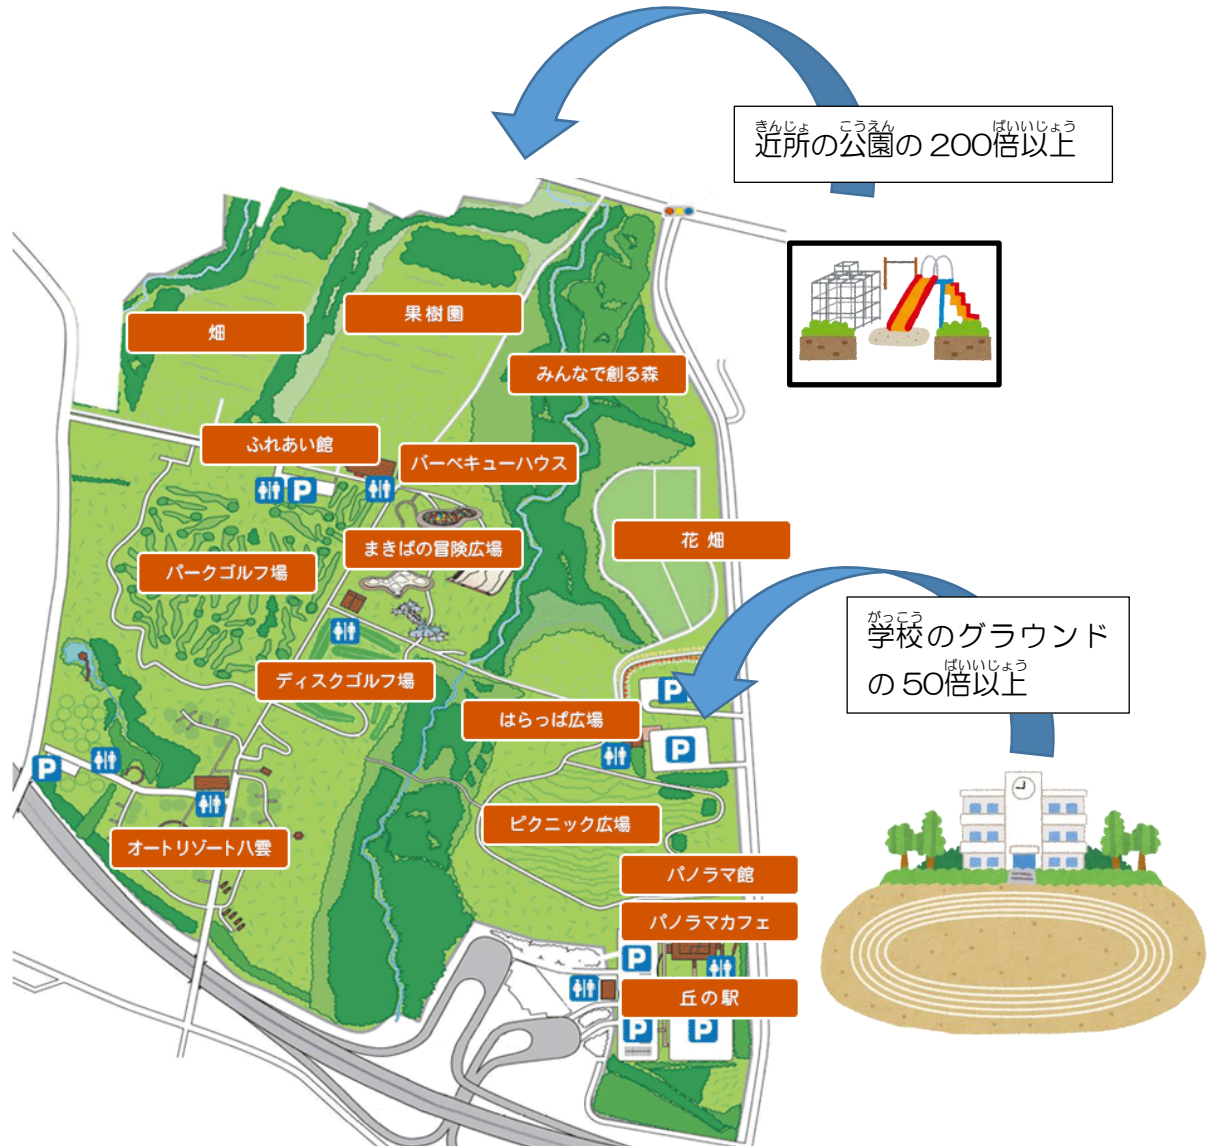 きんじょ こうえん ばいいじょう
近所の公園の200倍以上
果樹園
畑
みんなで創る森
ふれあい館
バーベキューハウス
P
花畑
まきばの冒険広場
パークゴルフ場
がっこう
学校のグラウンド
ばいいじょう
の50倍以上
ディスクゴルフ場
P
はらっぱ広場
P
P
ピクニック広場
オートリゾート八雲
パノラマ館
パノラマカフェ
P
丘の駅
P
P